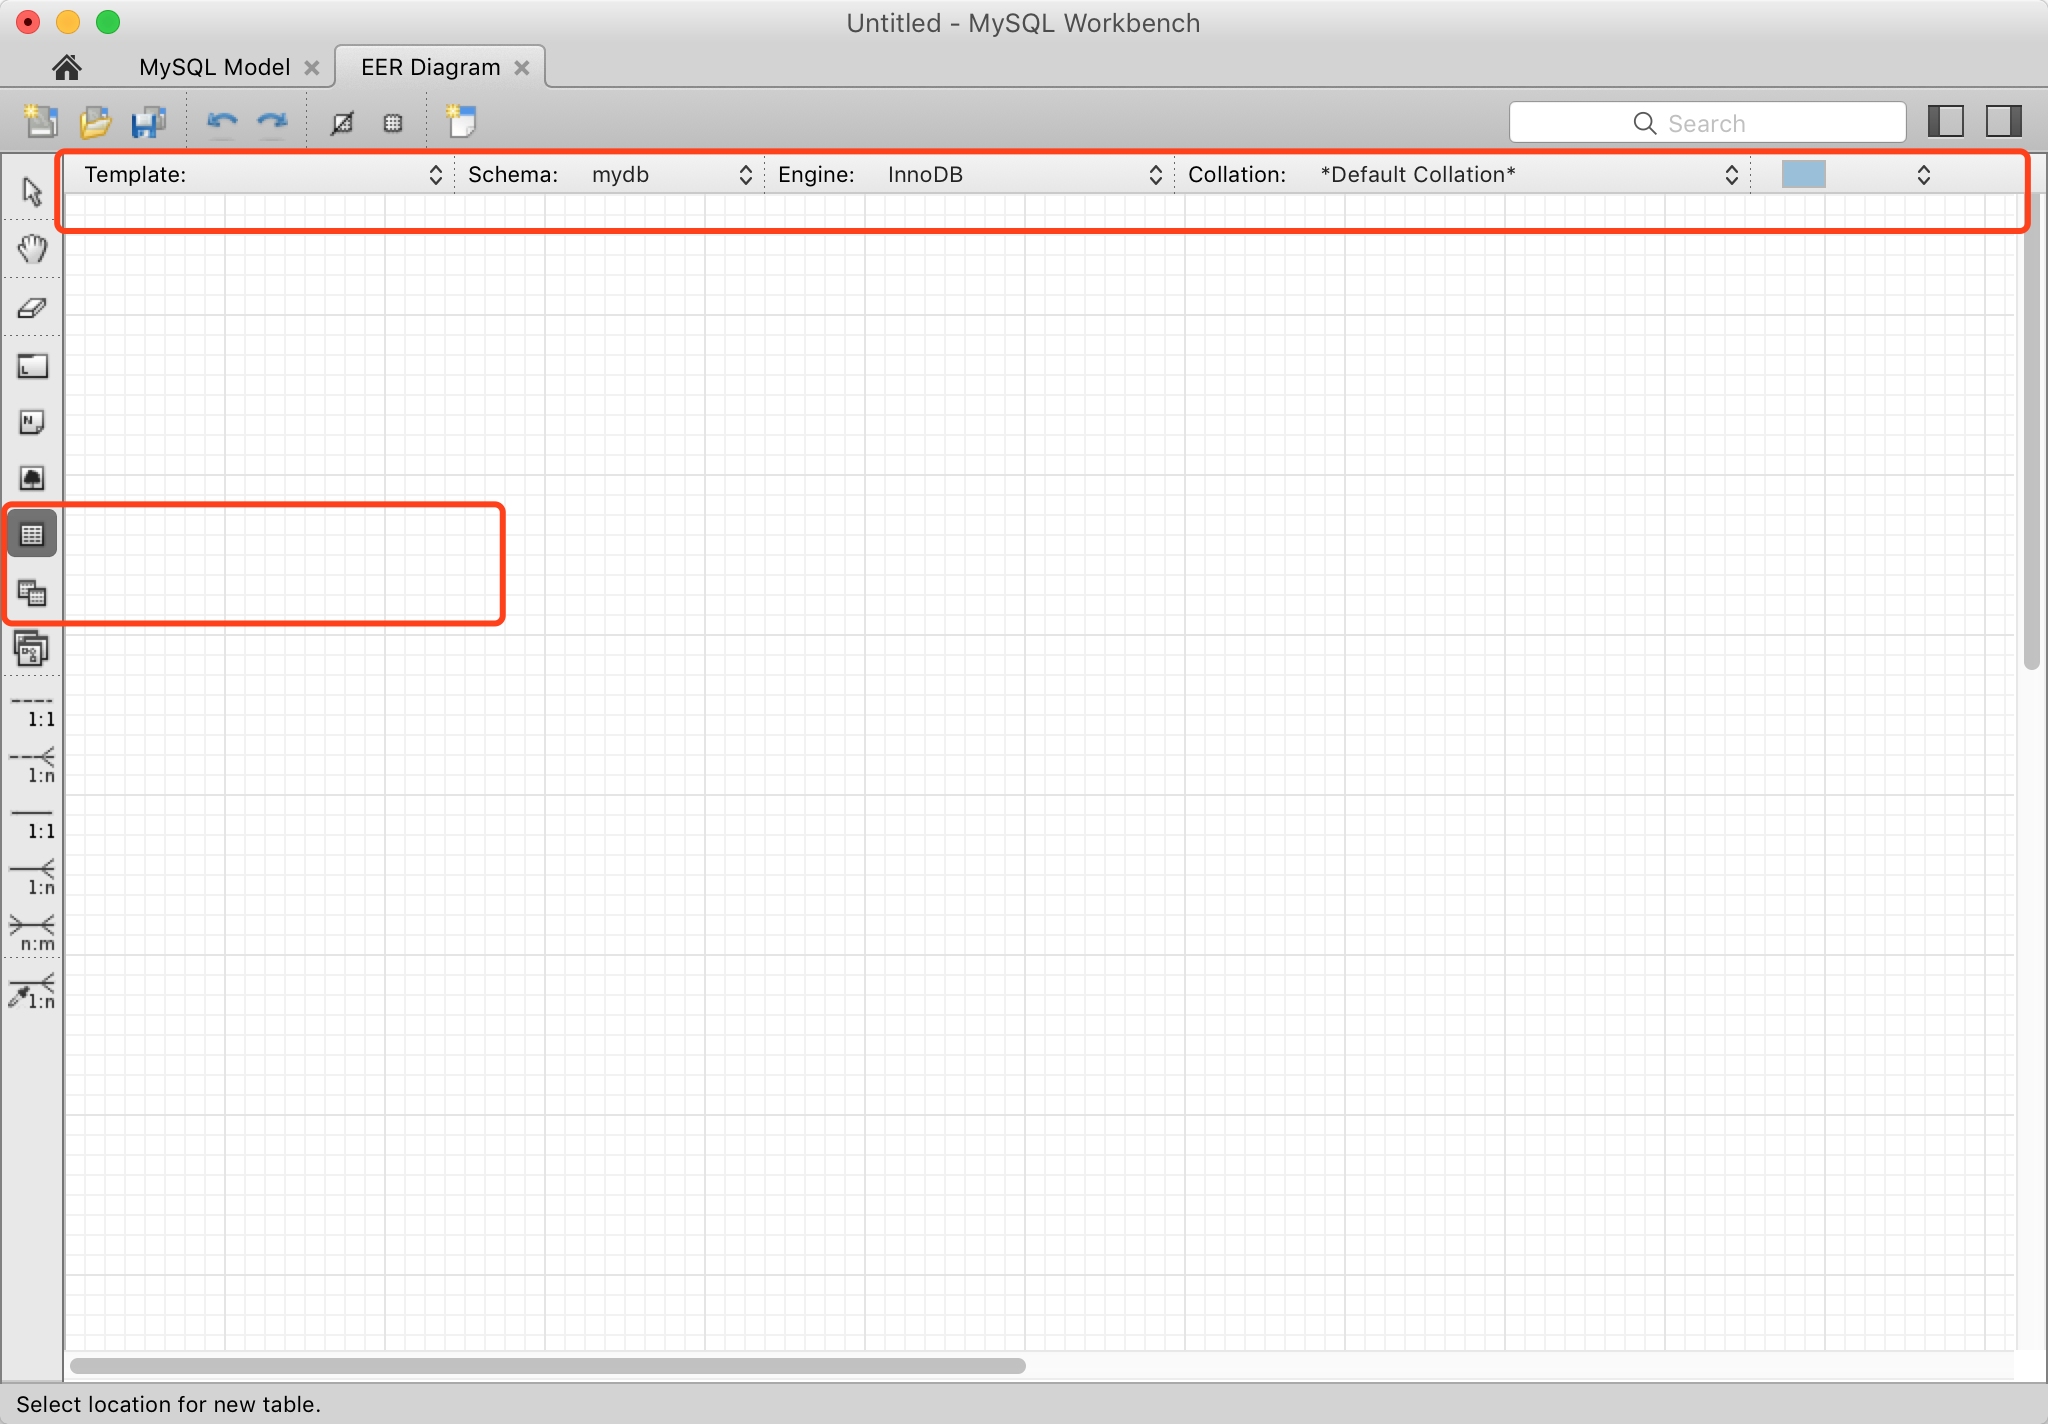 Untitled - MySQL Workbench
MySQL Model
EER Diagram
Search
Template:
Schema: mydb
Engine: InnoDB
Collation: *Default Collation*
L
N
1:1
1:n
1:1
1:n
n:m
1:n
Select location for new table.